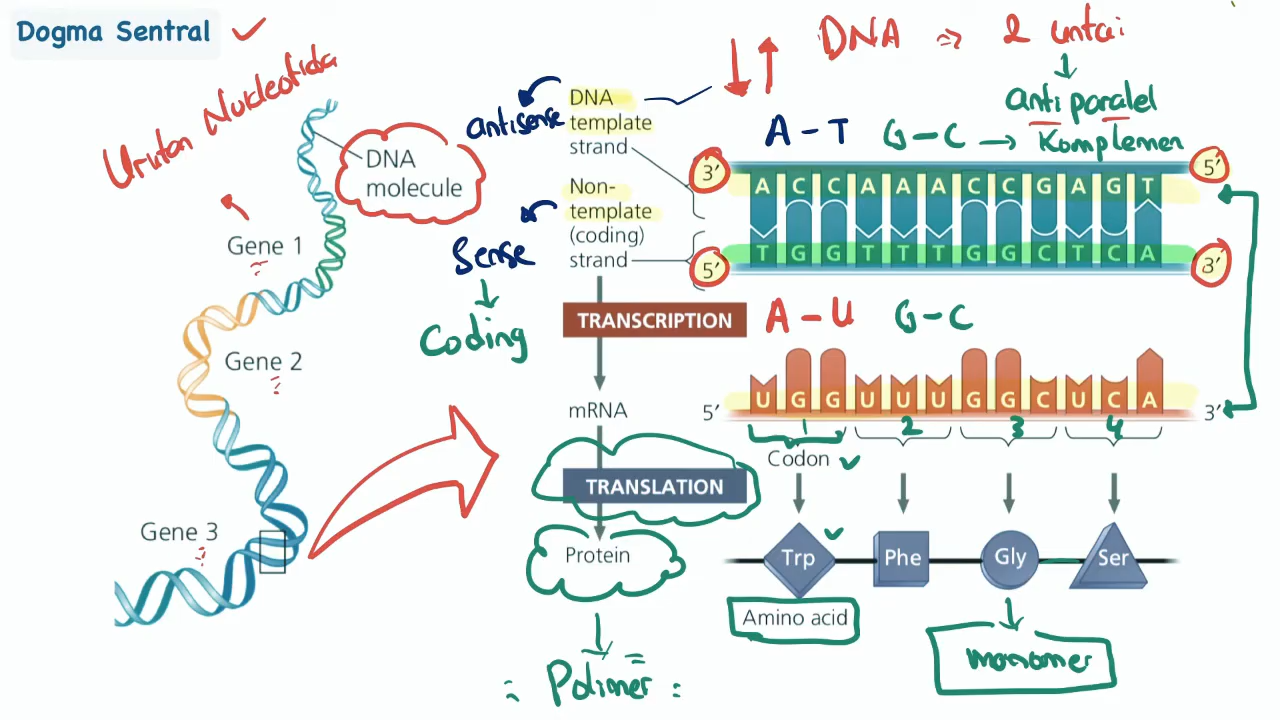 Dogma Sentral
Urutan Nukleotida
DNA
molecule
Gene 1
Gene 2
Gene 3
DNA ⇒ 2 untai
antiparalel
A - T G - C → Komplemen
antisense
DNA
template
strand
Non-
template
(coding)
strand
Sense
Coding
3' A C C A A A C C G A G T 5'
5' T G G T T T G G C T C A 3'
TRANSCRIPTION
A - U G - C
mRNA
5' U G G U U U G G C U C A 3'
1 2 3 4
Codon
TRANSLATION
Protein
Trp Phe Gly Ser
Amino acid
Polimer
monomer